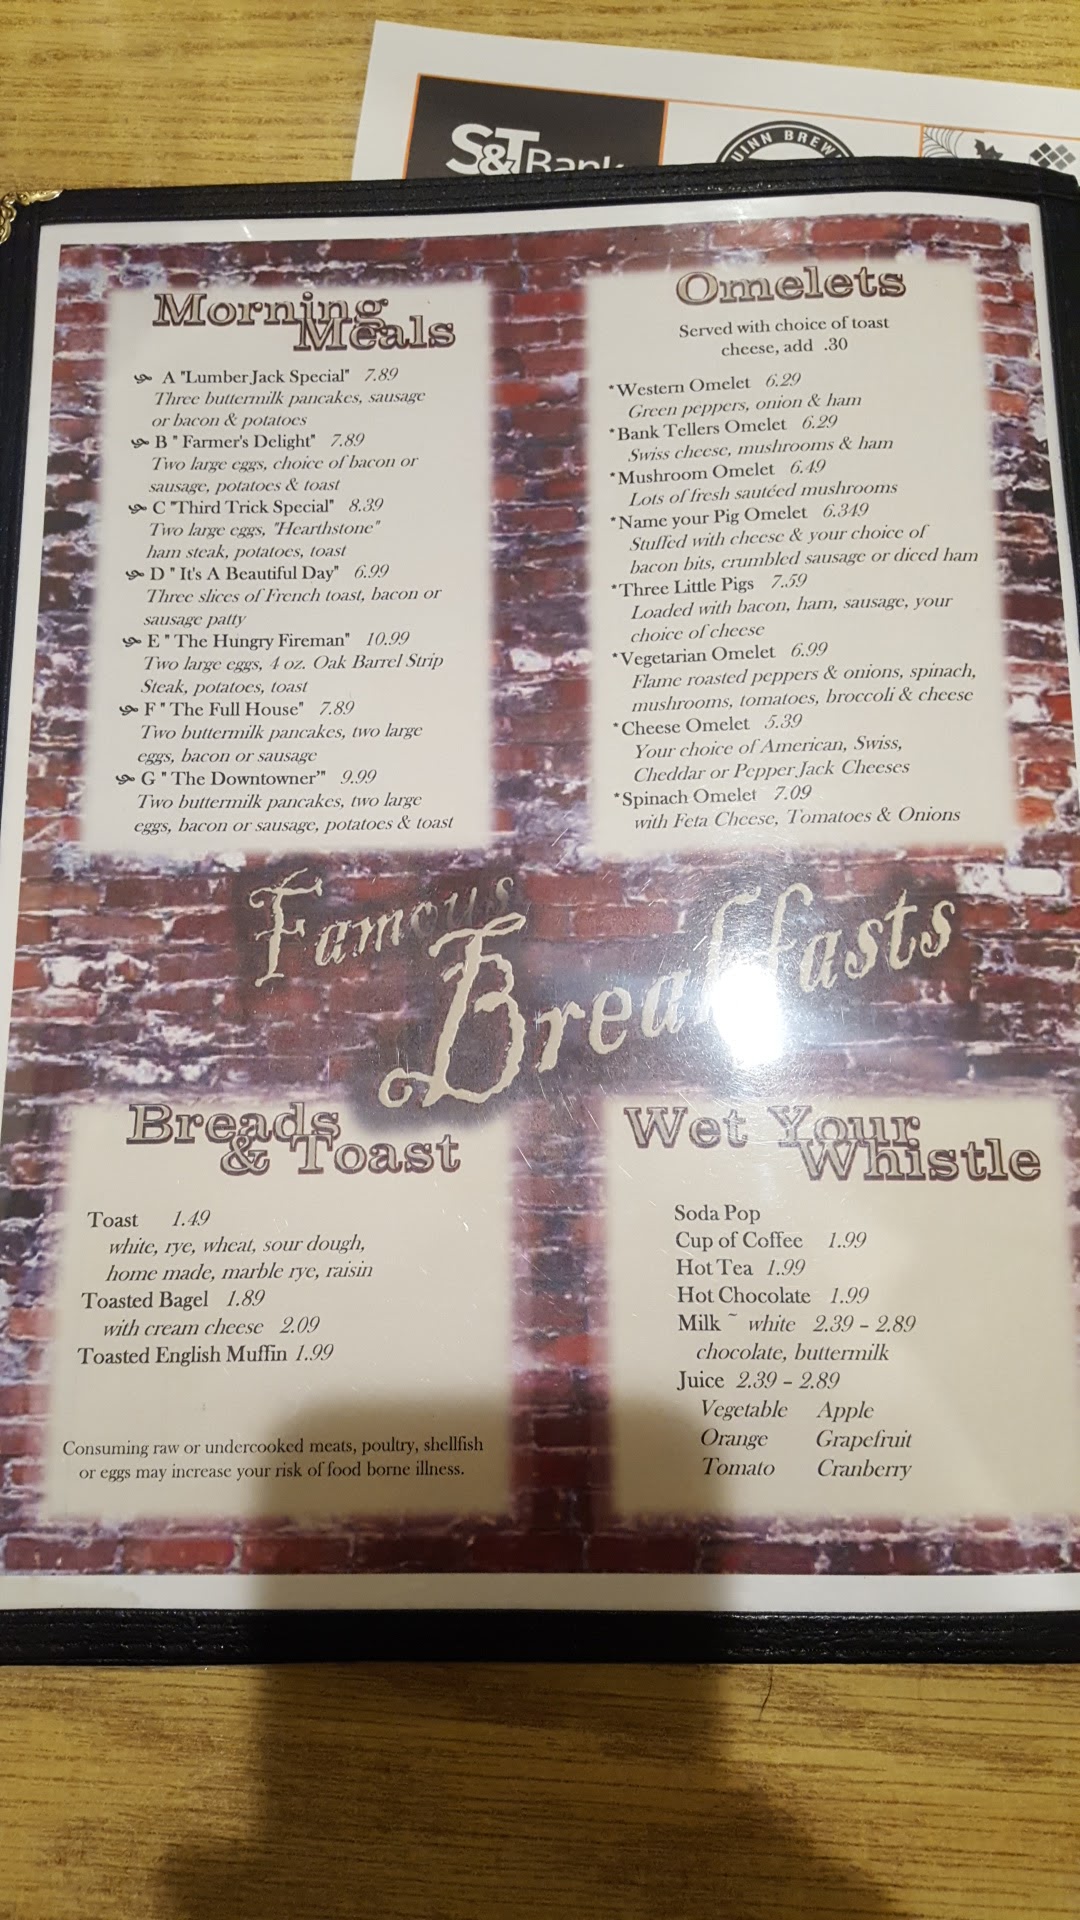 S&T Bank
UINN BREW
Morning
Meals
A "Lumber Jack Special" 7.89
Three buttermilk pancakes, sausage
or bacon & potatoes
B " Farmer's Delight" 7.89
Two large eggs, choice of bacon or
sausage, potatoes & toast
C "Third Trick Special" 8.39
Two large eggs, "Hearthstone"
ham steak, potatoes, toast
D " It's A Beautiful Day" 6.99
Three slices of French toast, bacon or
sausage patty
E " The Hungry Fireman" 10.99
Two large eggs, 4 oz. Oak Barrel Strip
Steak, potatoes, toast
F " The Full House" 7.89
Two buttermilk pancakes, two large
eggs, bacon or sausage
G " The Downtowner'" 9.99
Two buttermilk pancakes, two large
eggs, bacon or sausage, potatoes & toast
Omelets
Served with choice of toast
cheese, add .30
*Western Omelet 6.29
Green peppers, onion & ham
*Bank Tellers Omelet 6.29
Swiss cheese, mushrooms & ham
*Mushroom Omelet 6.49
Lots of fresh sautéed mushrooms
*Name your Pig Omelet 6.349
Stuffed with cheese & your choice of
bacon bits, crumbled sausage or diced ham
*Three Little Pigs 7.59
Loaded with bacon, ham, sausage, your
choice of cheese
*Vegetarian Omelet 6.99
Flame roasted peppers & onions, spinach,
mushrooms, tomatoes, broccoli & cheese
*Cheese Omelet 5.39
Your choice of American, Swiss,
Cheddar or Pepper Jack Cheeses
*Spinach Omelet 7.09
with Feta Cheese, Tomatoes & Onions
Famous
Breakfasts
Breads
& Toast
Toast 1.49
white, rye, wheat, sour dough,
home made, marble rye, raisin
Toasted Bagel 1.89
with cream cheese 2.09
Toasted English Muffin 1.99
Consuming raw or undercooked meats, poultry, shellfish
or eggs may increase your risk of food borne illness.
Wet Your
Whistle
Soda Pop
Cup of Coffee 1.99
Hot Tea 1.99
Hot Chocolate 1.99
Milk ~ white 2.39 – 2.89
chocolate, buttermilk
Juice 2.39 – 2.89
Vegetable Apple
Orange Grapefruit
Tomato Cranberry